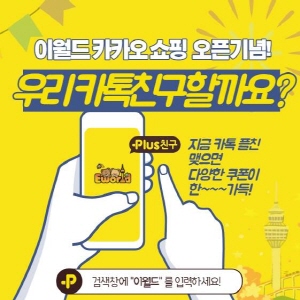 이월드 카카오 쇼핑 오픈기념!
우리카톡친구할까요?
Plus친구
EWORLD
지금 카톡 플친
맺으면
다양한 쿠폰이
한~~~~가득!
P
검색창에 "이월드" 를 입력하세요!